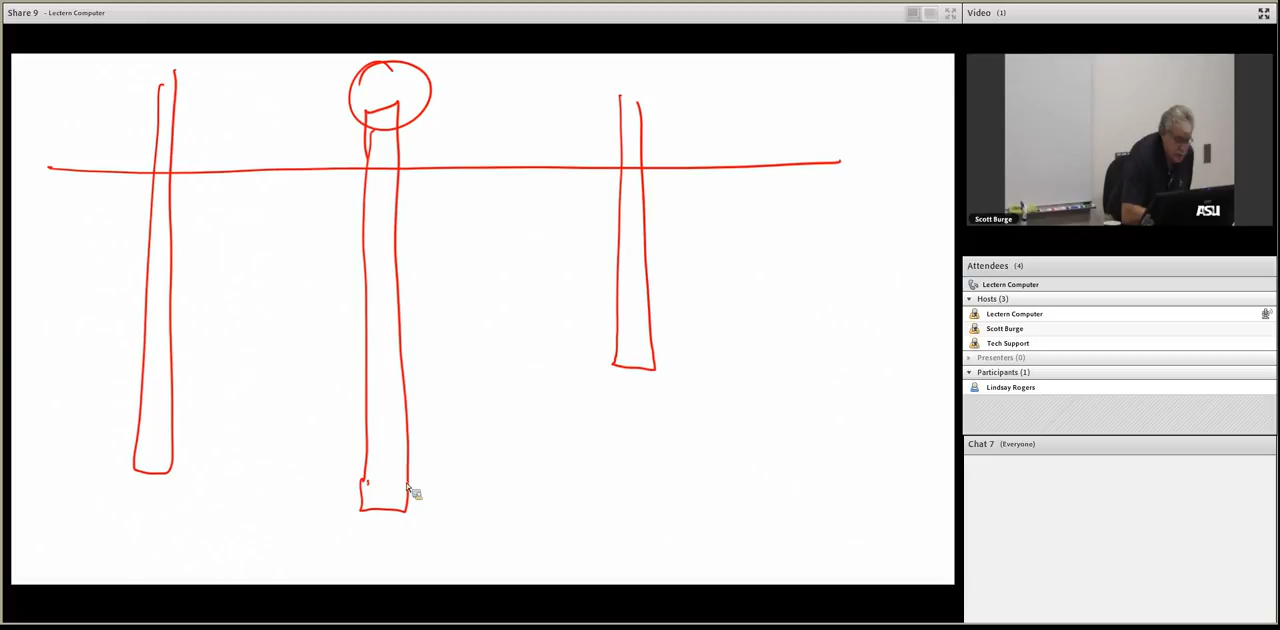 Share 9 - Lectern Computer
Video (1)
Scott Burge
ASU
Attendees (4)
Lectern Computer
Hosts (3)
Lectern Computer
Scott Burge
Tech Support
Presenters (0)
Participants (1)
Lindsay Rogers
Chat 7 (Everyone)